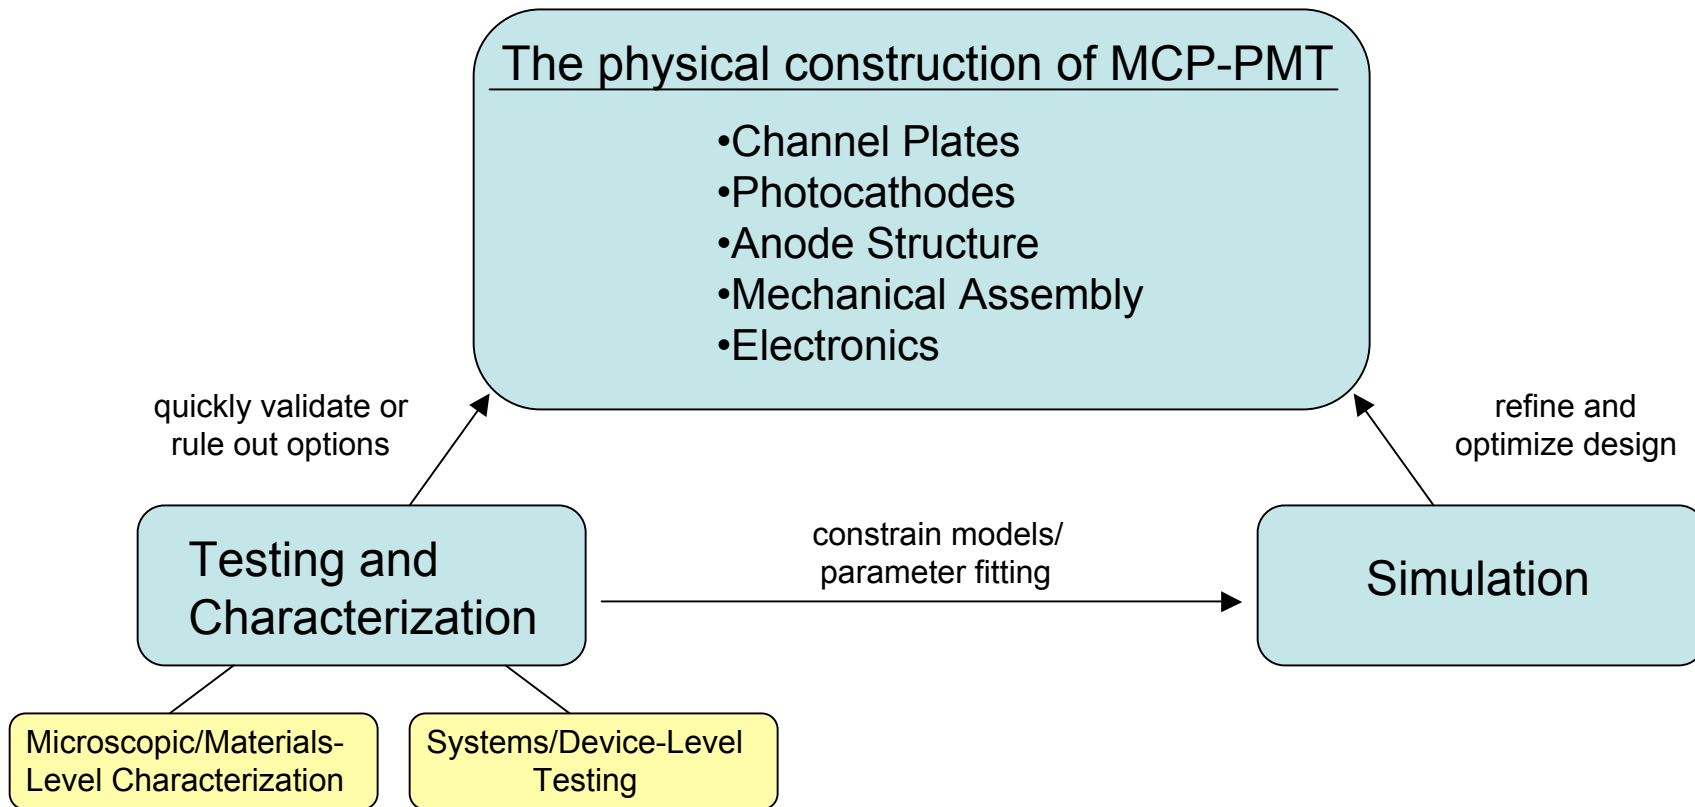 The physical construction of MCP-PMT
•Channel Plates
•Photocathodes
•Anode Structure
•Mechanical Assembly
•Electronics
quickly validate or
rule out options
refine and
optimize design
Testing and
Characterization
constrain models/
parameter fitting
Simulation
Microscopic/Materials-
Level Characterization
Systems/Device-Level
Testing